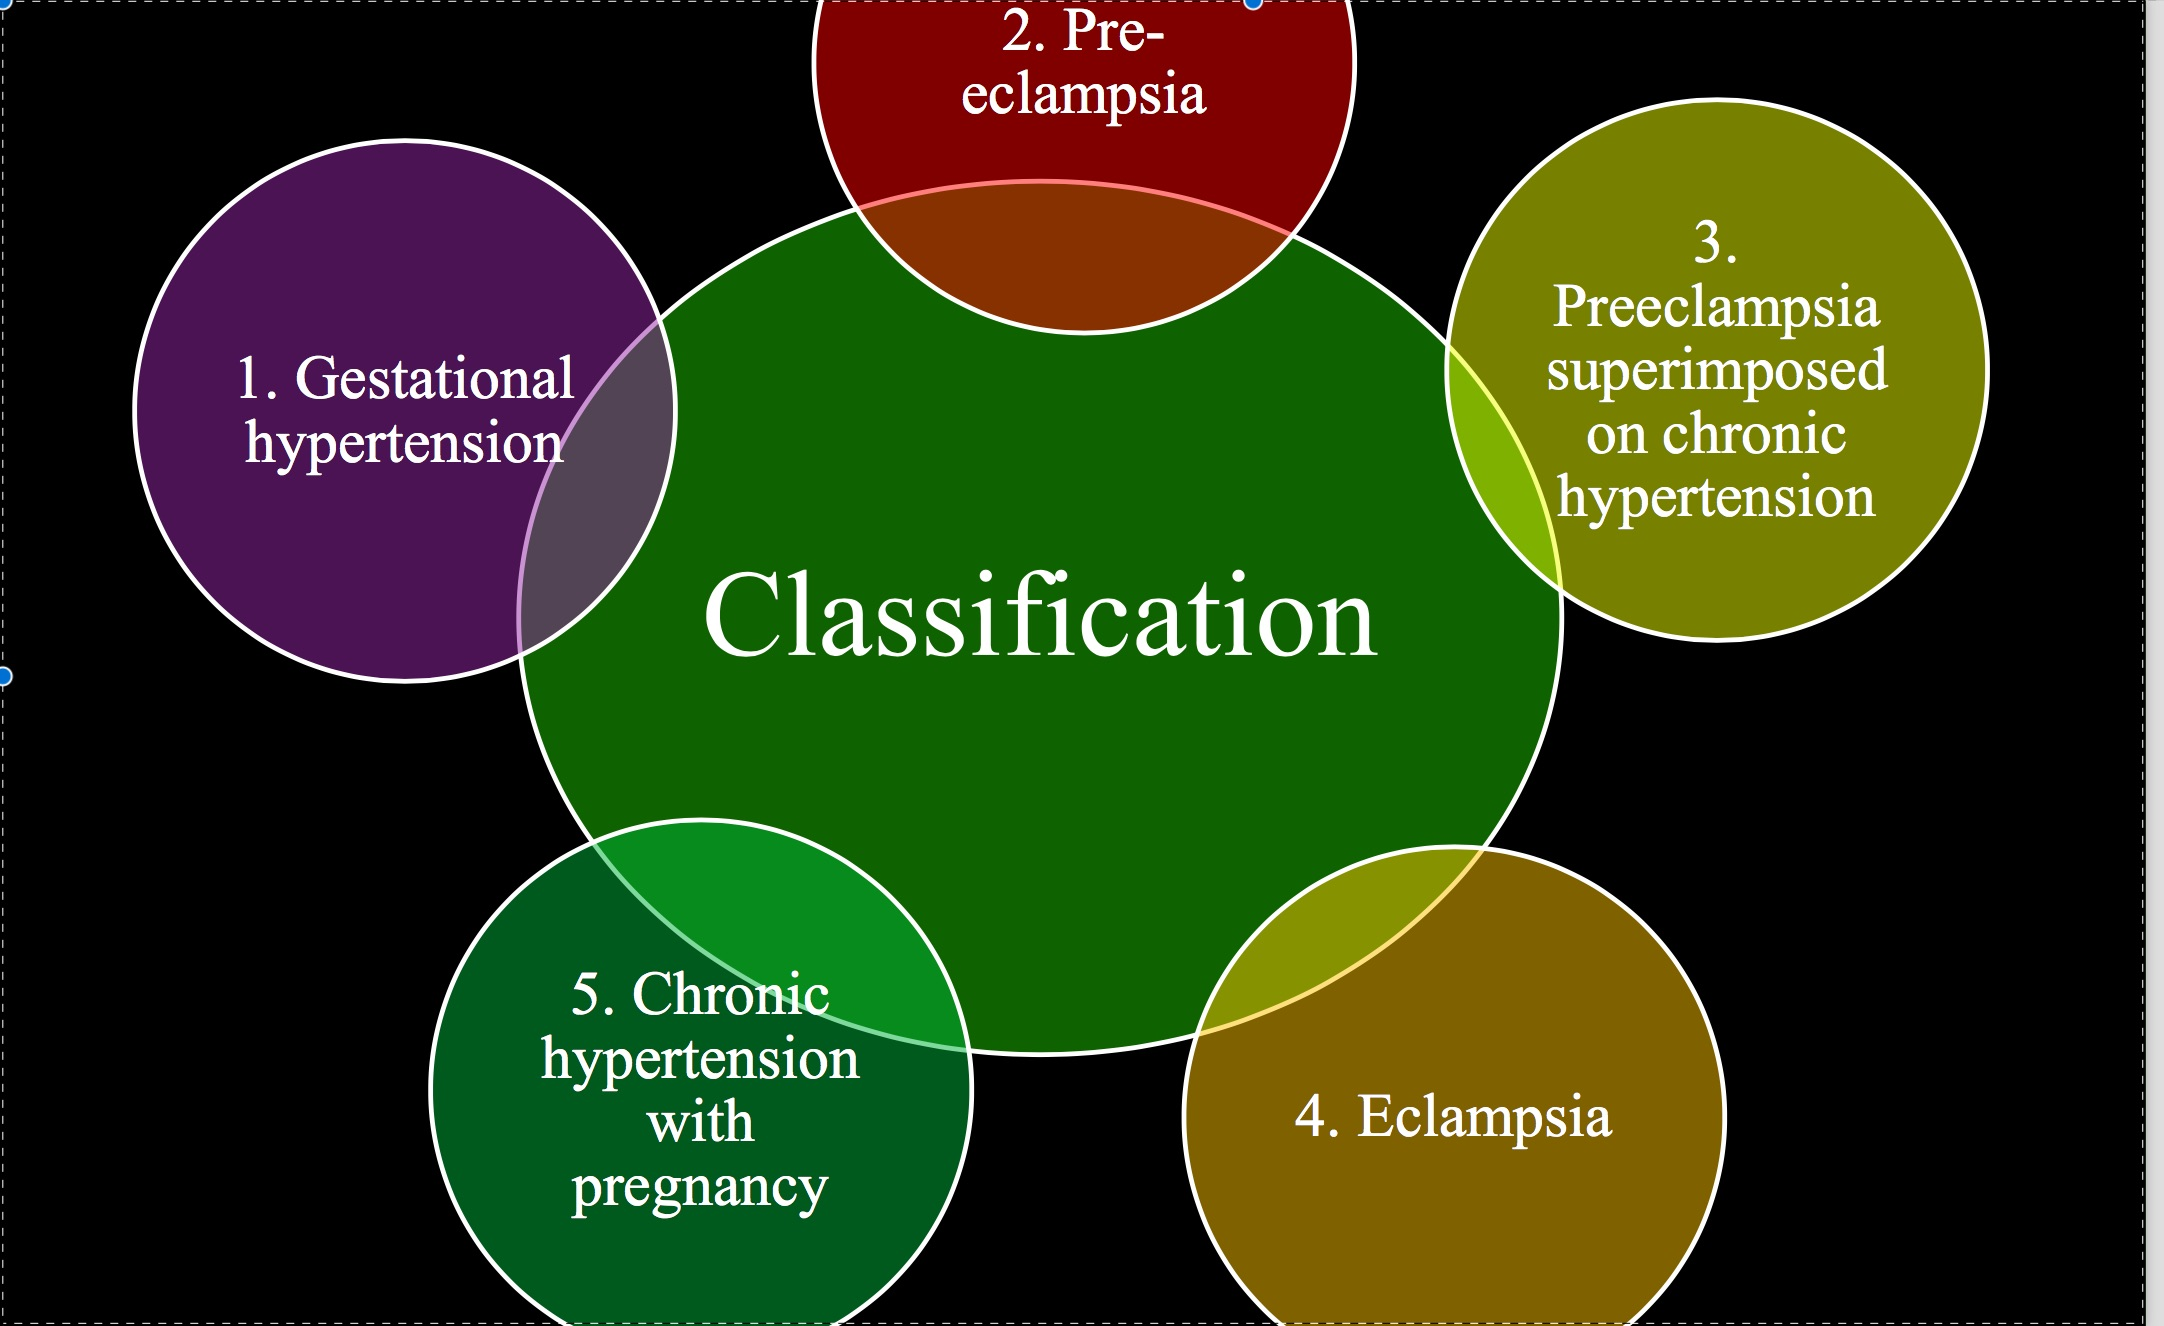 2. Pre-
eclampsia
1. Gestational
hypertension
3.
Preeclampsia
superimposed
on chronic
hypertension
Classification
5. Chronic
hypertension
with
pregnancy
4. Eclampsia